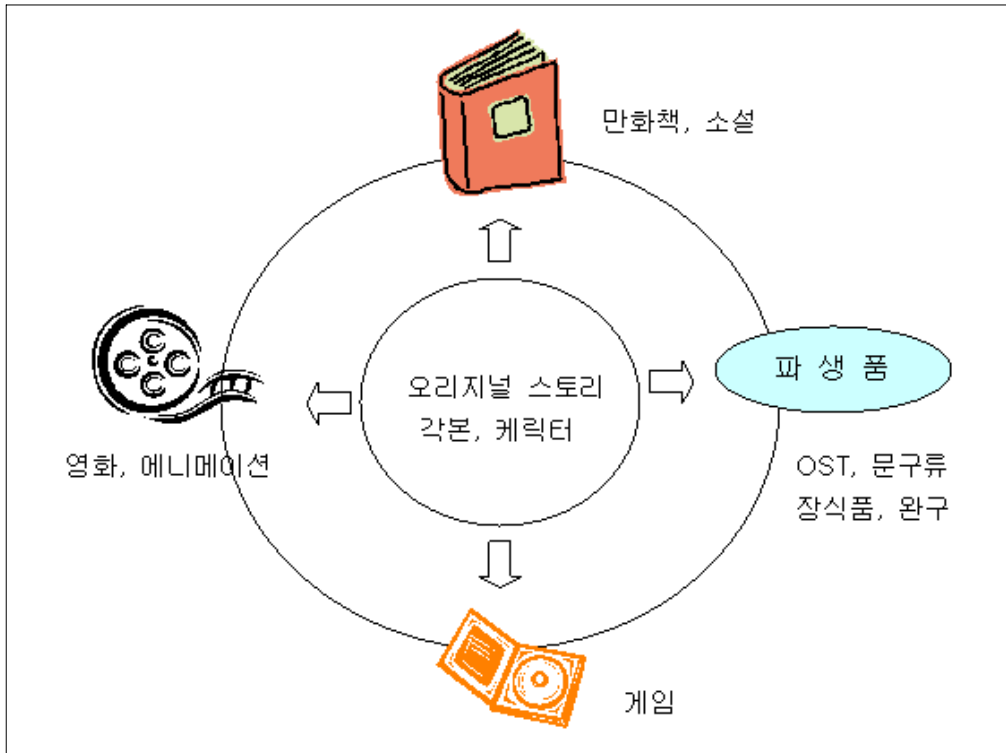 만화책, 소설
파 생 품
오리지널 스토리
각본, 케릭터
영화, 에니메이션
OST, 문구류
장식품, 완구
게임